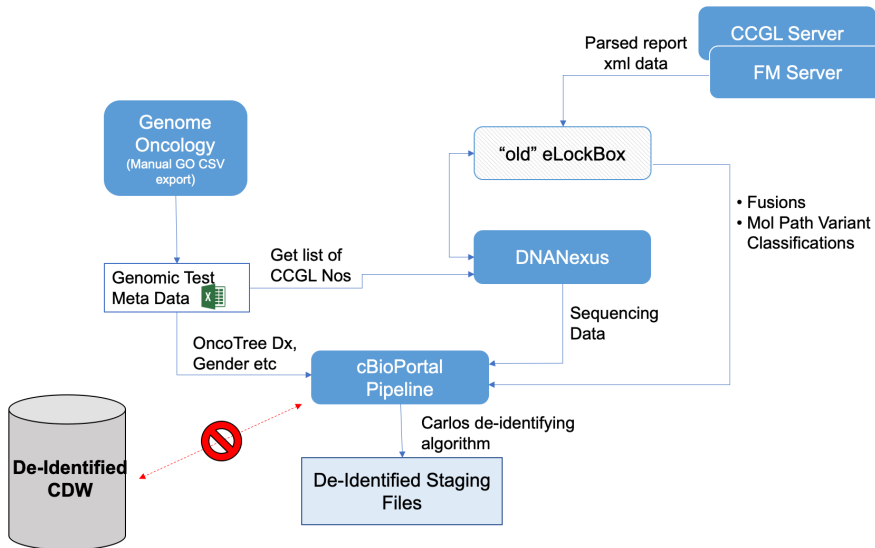 CCGL Server
FM Server
Parsed report
xml data
Genome
Oncology
(Manual GO CSV
export)
“old” eLockBox
• Fusions
• Mol Path Variant
Classifications
Get list of
CCGL Nos
DNANexus
Genomic Test
Meta Data
X
Sequencing
Data
OncoTree Dx,
Gender etc
cBioPortal
Pipeline
Carlos de-identifying
algorithm
De-Identified
CDW
De-Identified Staging
Files